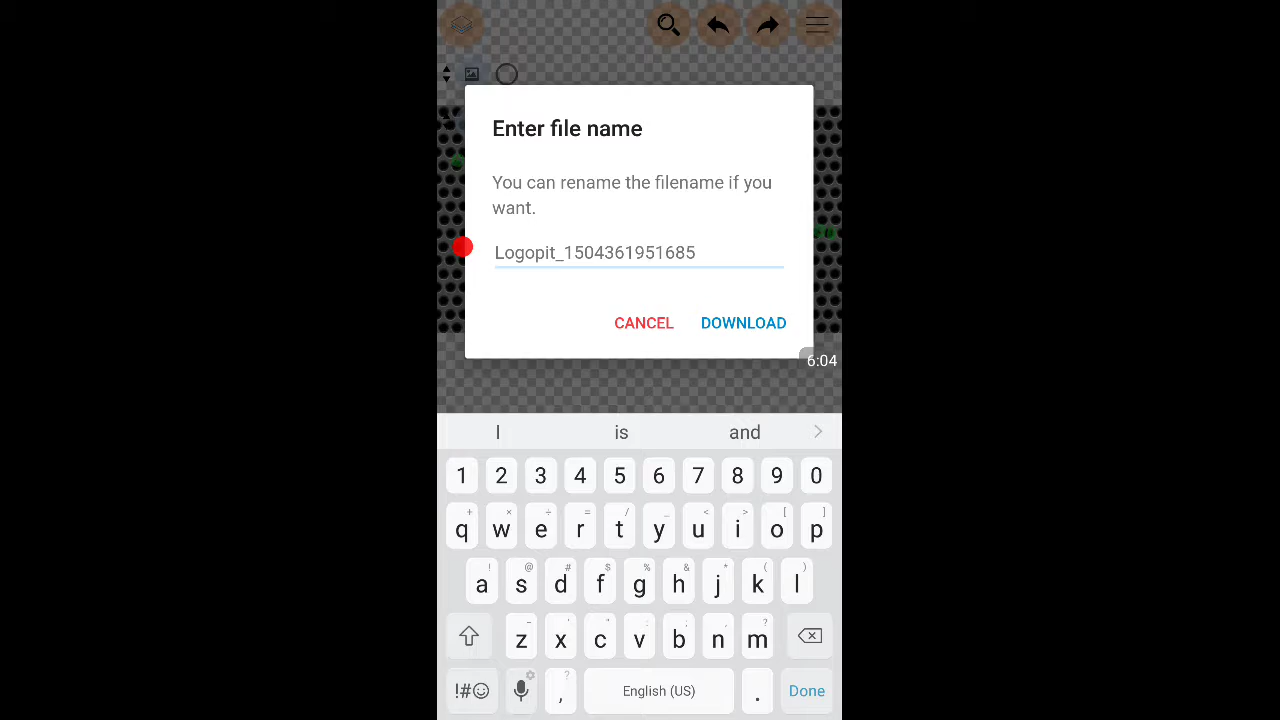 Enter file name
You can rename the filename if you
want.
Logopit_1504361951685
CANCEL DOWNLOAD
6:04
I is and
1 2 3 4 5 6 7 8 9 0
+ × ÷ = / _ < > [ ]
q w e r t y u i o p
! @ # $ % & * ( )
a s d f g h j k l
- ' " : ; , ?
z x c v b n m
!#☺ , ? English (US) . Done